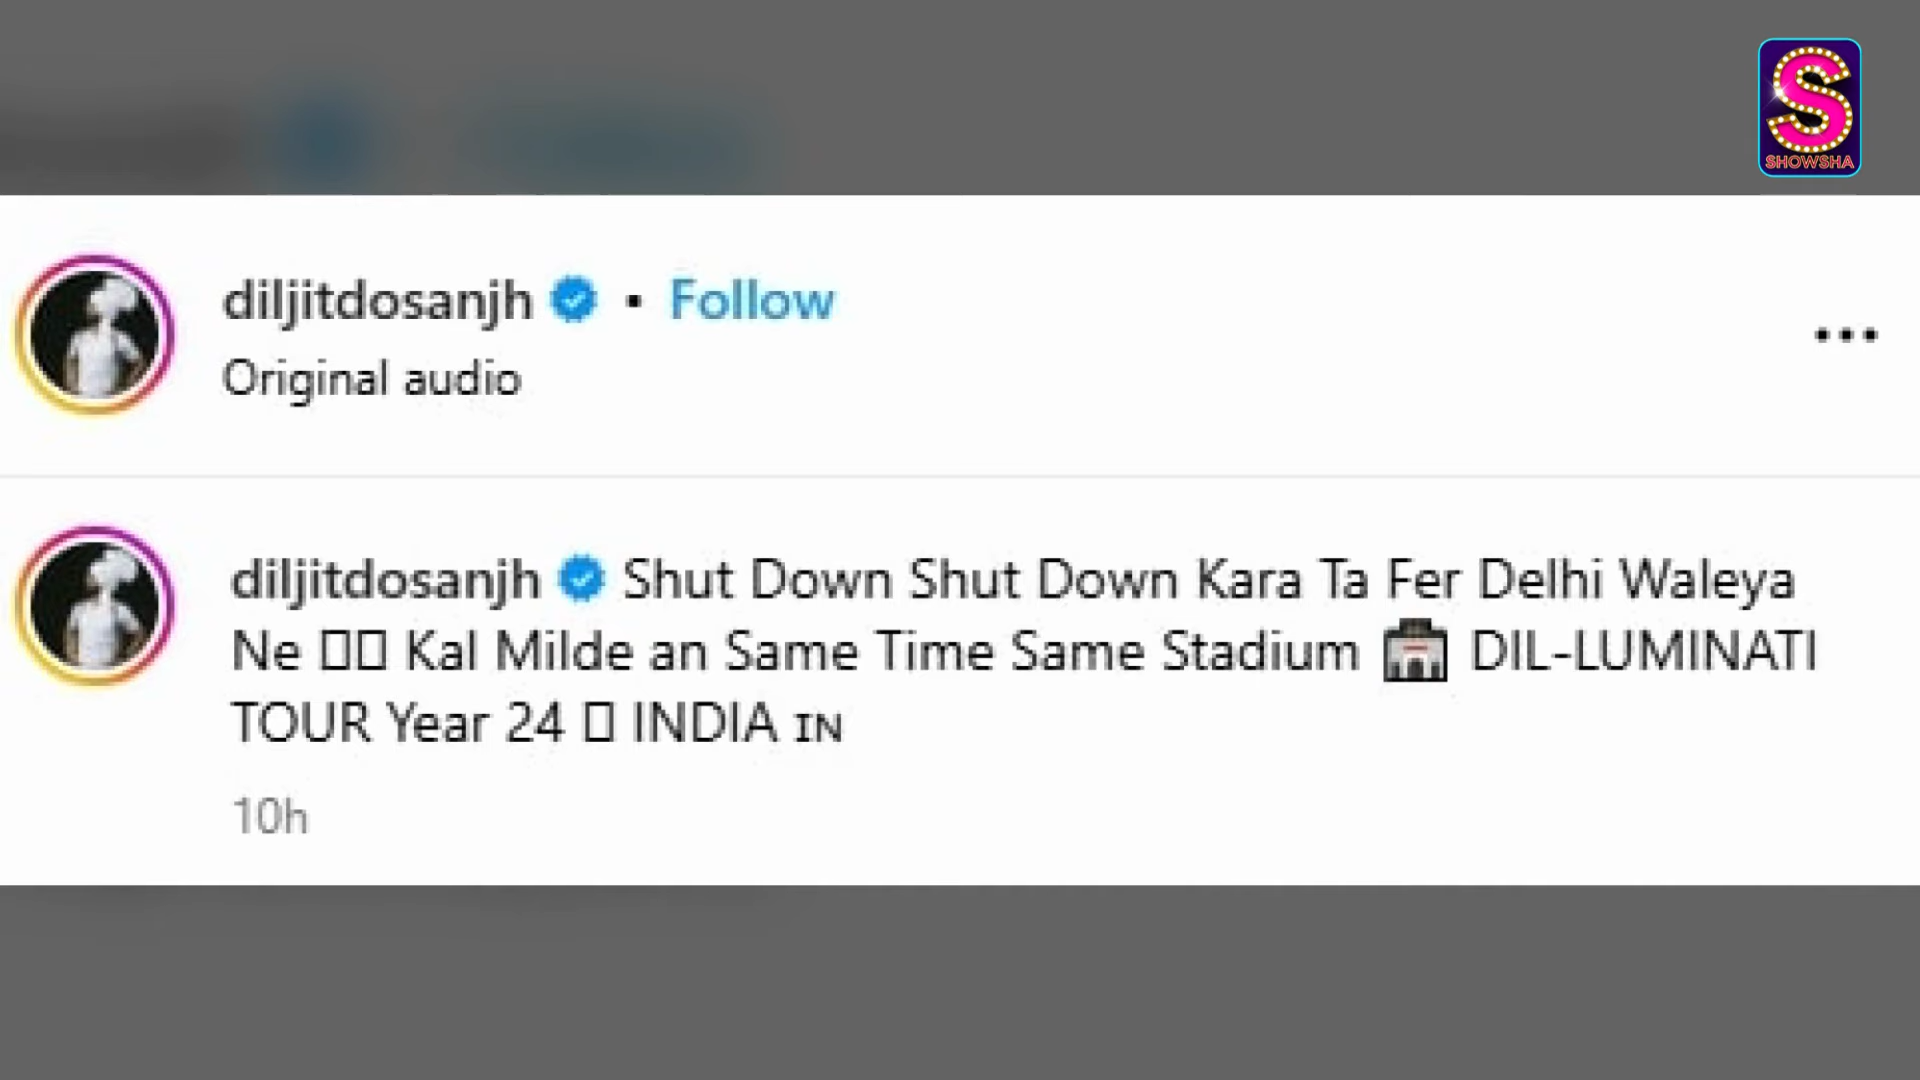 S
SHOWSHA
diljitdosanjh • Follow
Original audio
diljitdosanjh Shut Down Shut Down Kara Ta Fer Delhi Waleya
Ne 🏟 Kal Milde an Same Time Same Stadium 🏟 DIL-LUMINATI
TOUR Year 24 INDIA IN
10h